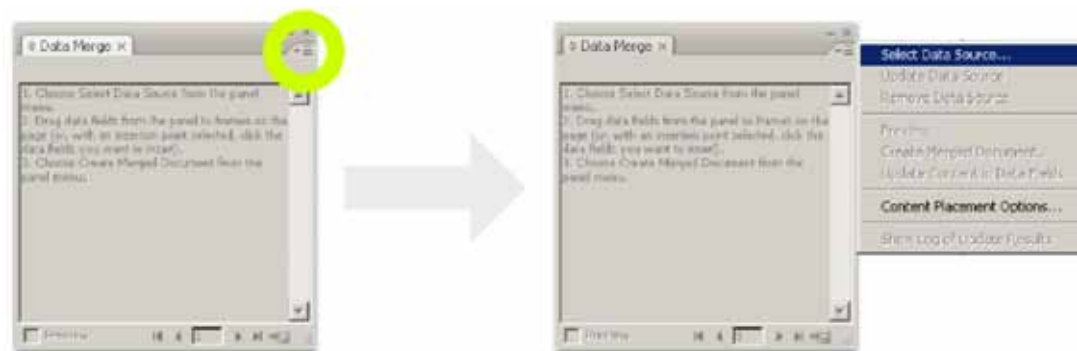 Data Merge ×
1. Choose Select Data Source from the panel
menu.
2. Drag data fields from the panel to frames on the
page (or, with an insertion point selected, click the
data fields you want to insert).
3. Choose Create Merged Document from the
panel menu.
Preview
1
Data Merge ×
1. Choose Select Data Source from the panel
menu.
2. Drag data fields from the panel to frames on the
page (or, with an insertion point selected, click the
data fields you want to insert).
3. Choose Create Merged Document from the
panel menu.
Preview
1
Select Data Source...
Update Data Source
Remove Data Source
Preview
Create Merged Document...
Update Content in Data Fields
Content Placement Options...
Show Log of Update Results